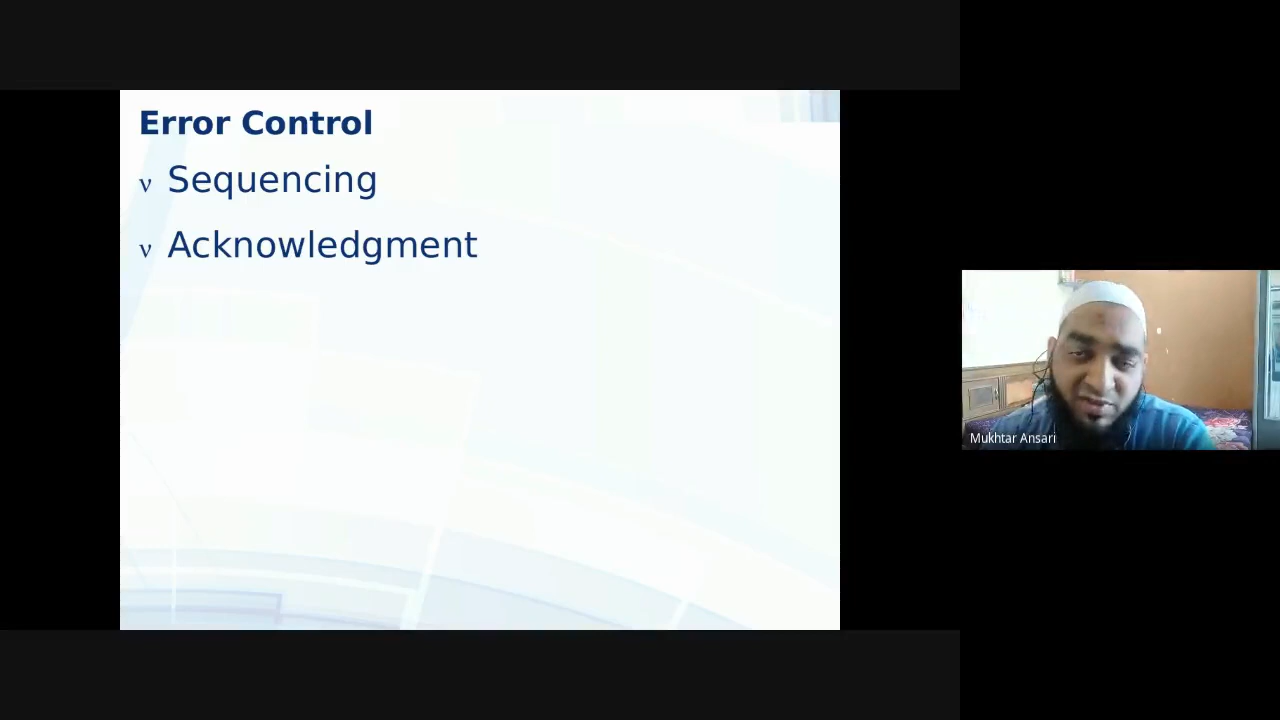 Error Control
ν Sequencing
ν Acknowledgment
Mukhtar Ansari